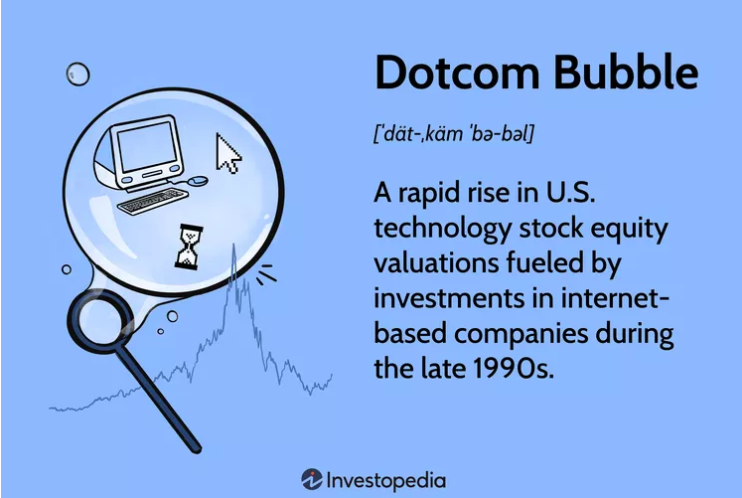 Dotcom Bubble
[ˈdät-ˌkäm ˈbə-bəl]
A rapid rise in U.S.
technology stock equity
valuations fueled by
investments in internet-
based companies during
the late 1990s.
Investopedia